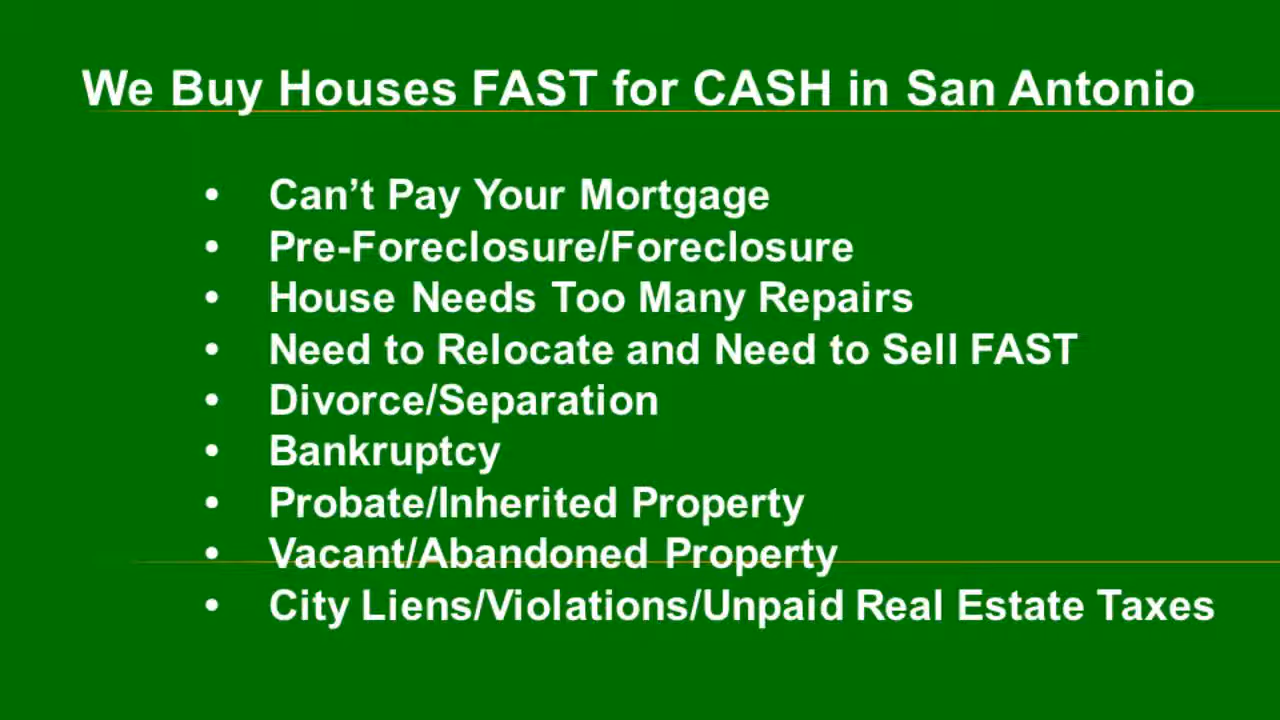 We Buy Houses FAST for CASH in San Antonio
• Can’t Pay Your Mortgage
• Pre-Foreclosure/Foreclosure
• House Needs Too Many Repairs
• Need to Relocate and Need to Sell FAST
• Divorce/Separation
• Bankruptcy
• Probate/Inherited Property
• Vacant/Abandoned Property
• City Liens/Violations/Unpaid Real Estate Taxes